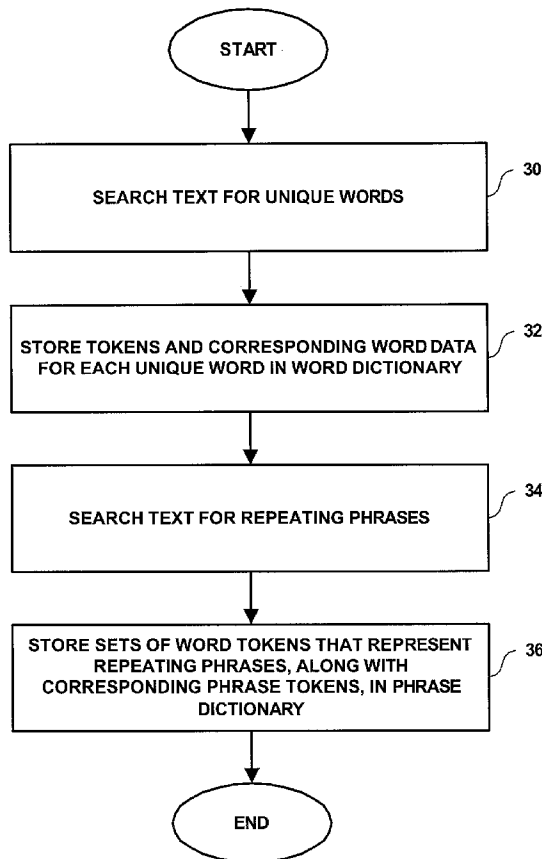 START
SEARCH TEXT FOR UNIQUE WORDS
30
STORE TOKENS AND CORRESPONDING WORD DATA
FOR EACH UNIQUE WORD IN WORD DICTIONARY
32
SEARCH TEXT FOR REPEATING PHRASES
34
STORE SETS OF WORD TOKENS THAT REPRESENT
REPEATING PHRASES, ALONG WITH
CORRESPONDING PHRASE TOKENS, IN PHRASE
DICTIONARY
36
END